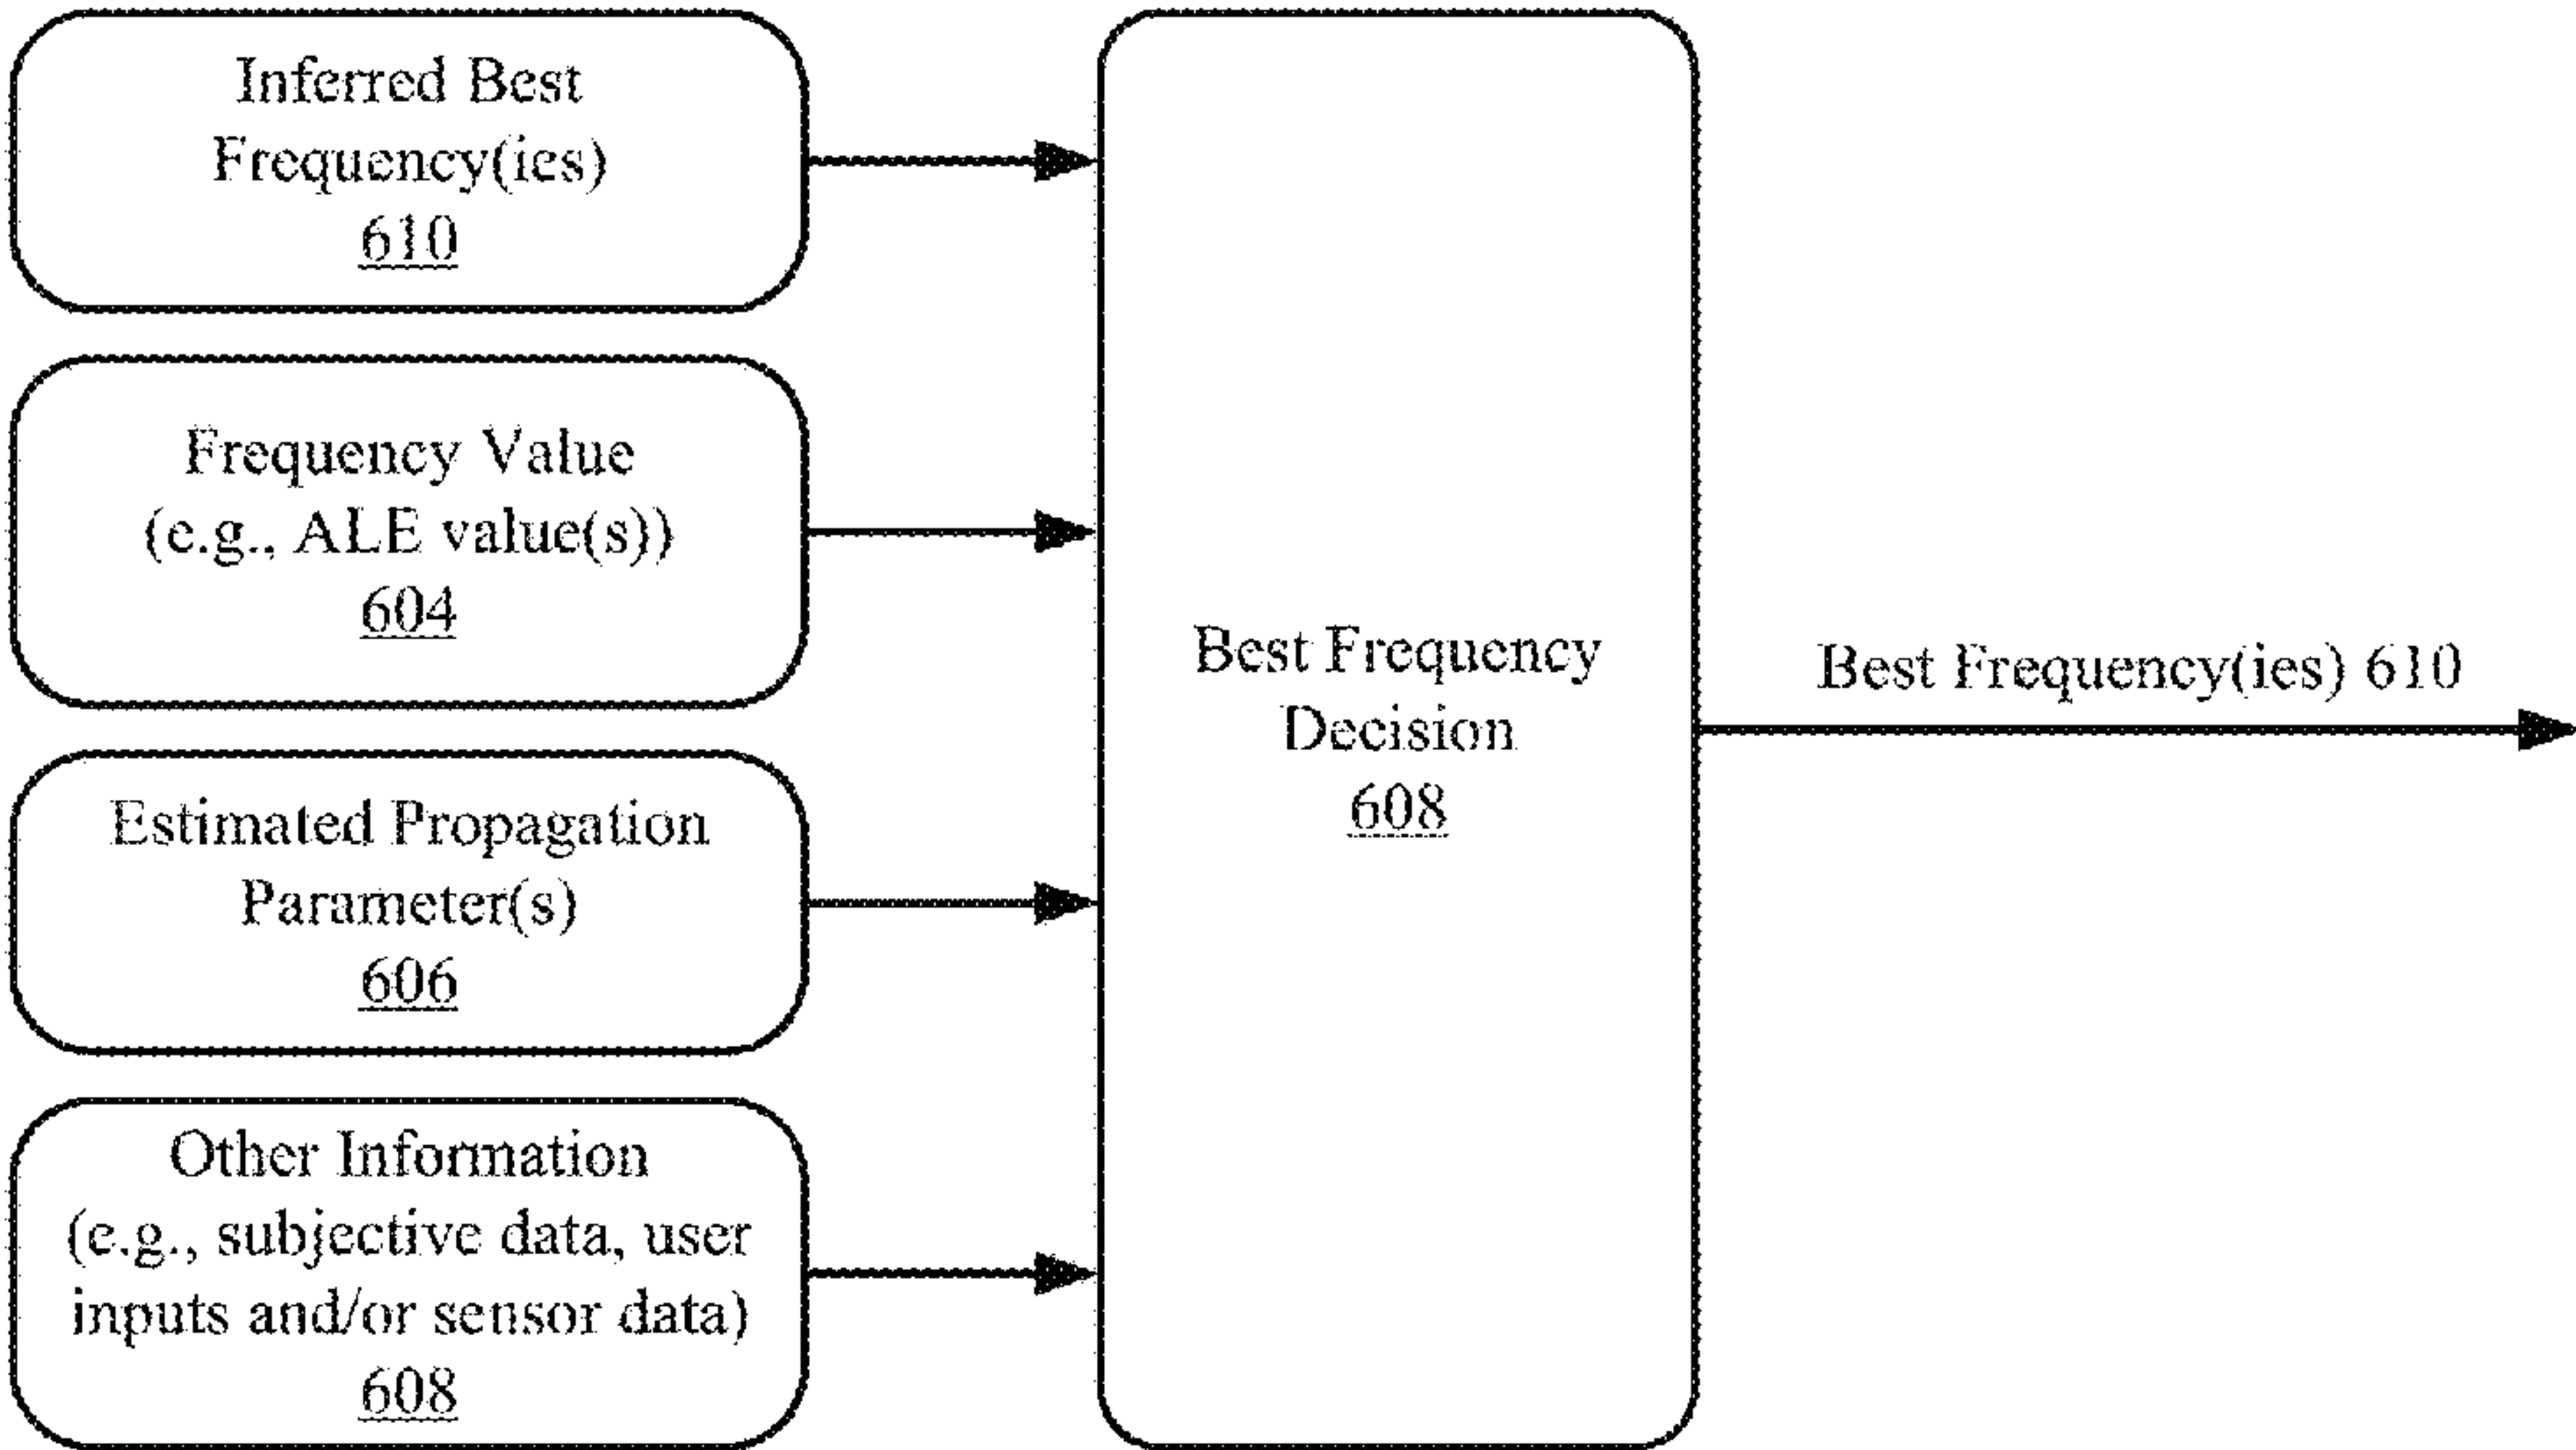 Inferred Best
Frequency(ies)
610
Frequency Value
(e.g., ALE value(s))
604
Estimated Propagation
Parameter(s)
606
Other Information
(e.g., subjective data, user
inputs and/or sensor data)
608
Best Frequency
Decision
608
Best Frequency(ies) 610